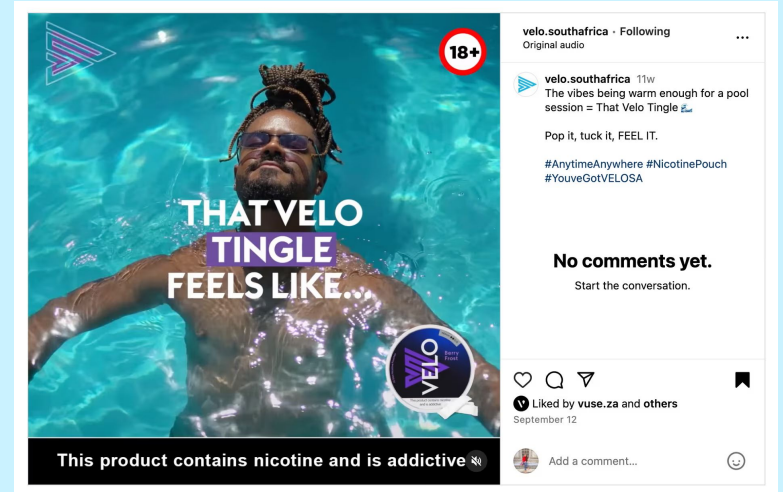 18+
THAT VELO
TINGLE
FEELS LIKE...
VELO
Berry
Frost
This product contains nicotine and is addictive
velo.southafrica · Following
Original audio
velo.southafrica 11w
The vibes being warm enough for a pool
session = That Velo Tingle 🌊
Pop it, tuck it, FEEL IT.
#AnytimeAnywhere #NicotinePouch
#YouveGotVELOSA
No comments yet.
Start the conversation.
Liked by vuse.za and others
September 12
Add a comment...